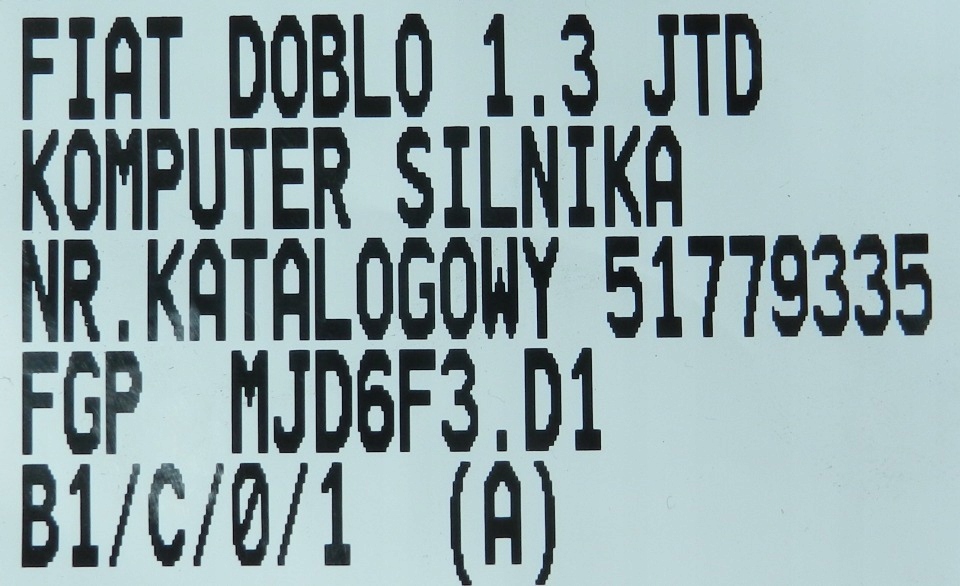 FIAT DOBLO 1.3 JTD
KOMPUTER SILNIKA
NR.KATALOGOWY 51779335
FGP MJD6F3.D1
B1/C/0/1 (A)